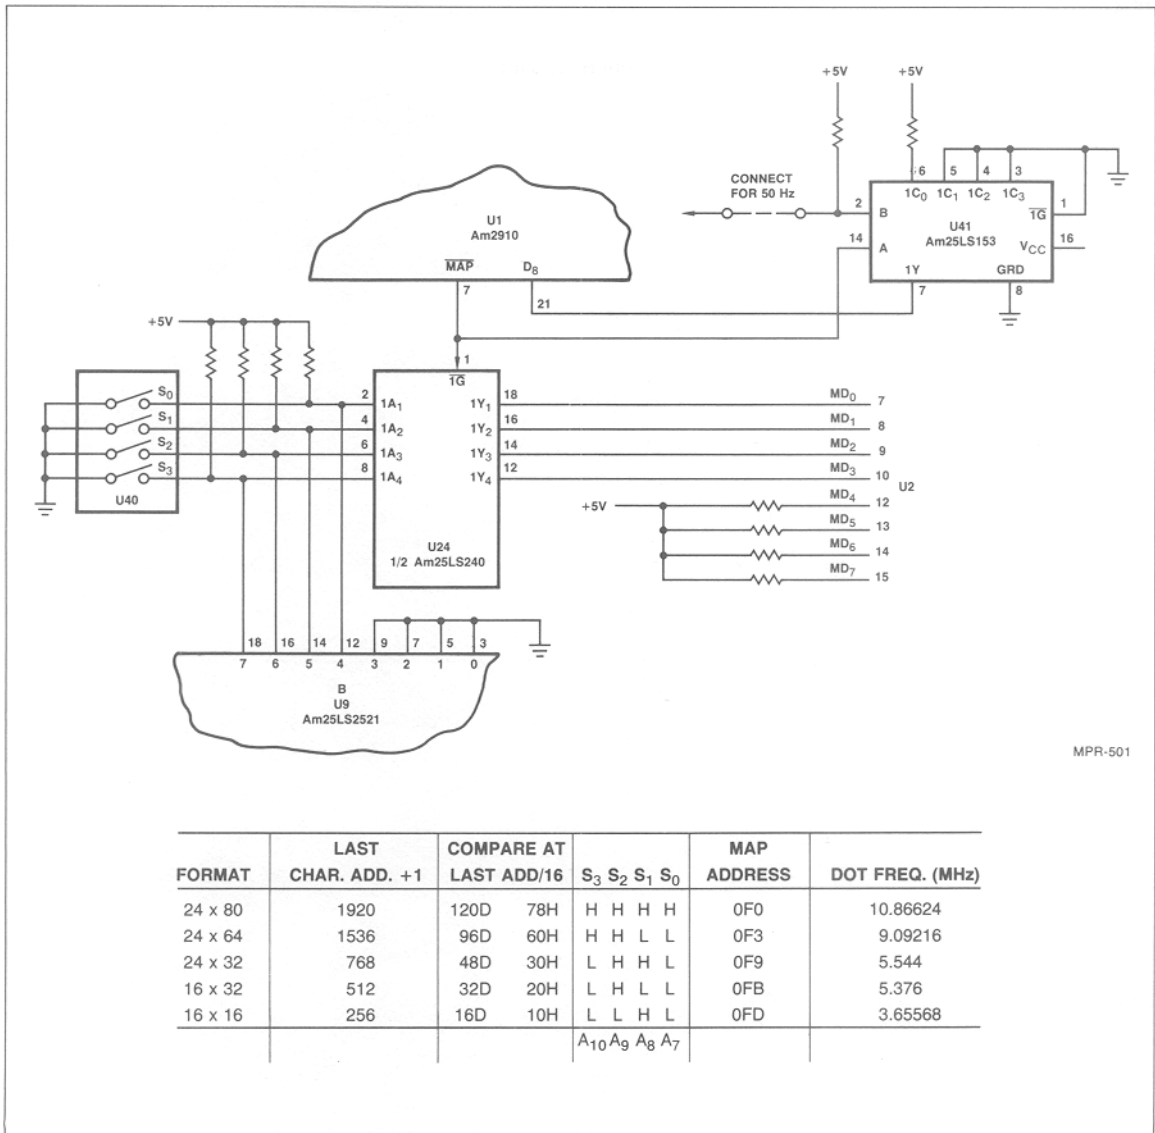 +5V +5V
6 5 4 3
1C0 1C1 1C2 1C3
CONNECT
FOR 50 Hz
2 B 1G 1
U41
Am25LS153
14 A VCC 16
1Y GRD
7 8
U1
Am2910
MAP D8
7 21
+5V
1
1G
S0 2 1A1 1Y1 18 MD0 7
S1 4 1A2 1Y2 16 MD1 8
S2 6 1A3 1Y3 14 MD2 9
S3 8 1A4 1Y4 12 MD3 10
U40
U2
+5V MD4 12
MD5 13
MD6 14
MD7 15
U24
1/2 Am25LS240
18 16 14 12 9 7 5 3
7 6 5 4 3 2 1 0
B
U9
Am25LS2521
MPR-501
LAST COMPARE AT MAP
FORMAT CHAR. ADD. +1 LAST ADD/16 S3 S2 S1 S0 ADDRESS DOT FREQ. (MHz)
24 x 80 1920 120D 78H H H H H 0F0 10.86624
24 x 64 1536 96D 60H H H L L 0F3 9.09216
24 x 32 768 48D 30H L H H L 0F9 5.544
16 x 32 512 32D 20H L H L L 0FB 5.376
16 x 16 256 16D 10H L L H L 0FD 3.65568
A10 A9 A8 A7